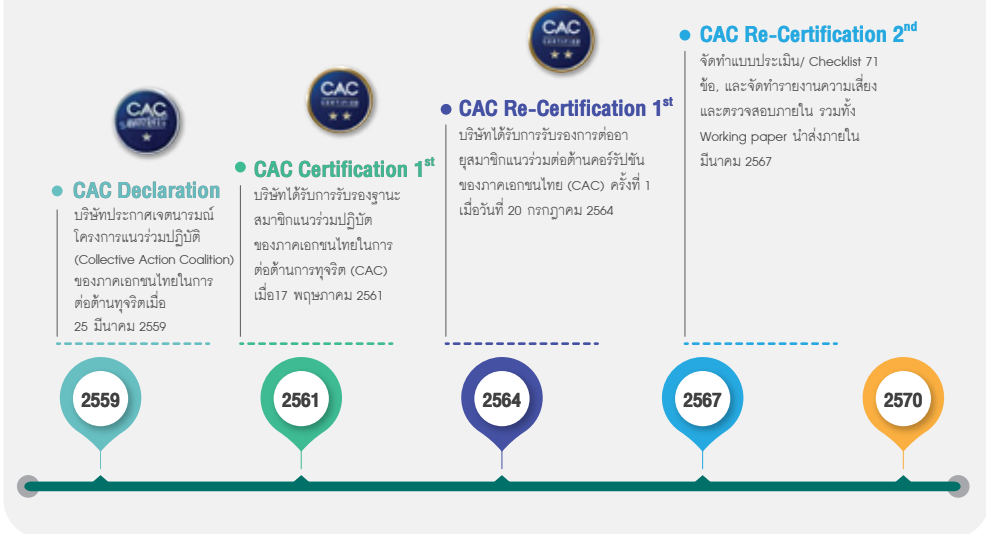 CAC Declaration
บริษัทประกาศเจตนารมณ์
โครงการแนวร่วมปฏิบัติ
(Collective Action Coalition)
ของภาคเอกชนไทยในการ
ต่อต้านทุจริตเมื่อ
25 มีนาคม 2559
CAC
CAC Certification 1st
บริษัทได้รับการรับรองฐานะ
สมาชิกแนวร่วมปฏิบัต
ของภาคเอกชนไทยในการ
ต่อต้านการทุจริต (CAC)
เมื่อ17 พฤษภาคม 2561
CAC
CERTIFIED
CAC Re-Certification 1st
บริษัทได้รับการรับรองการต่ออา
ยุสมาชิกแนวร่วมต่อต้านคอร์รัปชัน
ของภาคเอกชนไทย (CAC) ครั้งที่ 1
เมื่อวันที่ 20 กรกฎาคม 2564
CAC
CERTIFIED
CAC Re-Certification 2nd
จัดทำแบบประเมิน/ Checklist 71
ข้อ, และจัดทำรายงานความเสี่ยง
และตรวจสอบภายใน รวมทั้ง
Working paper นำส่งภายใน
มีนาคม 2567
2559
2561
2564
2567
2570